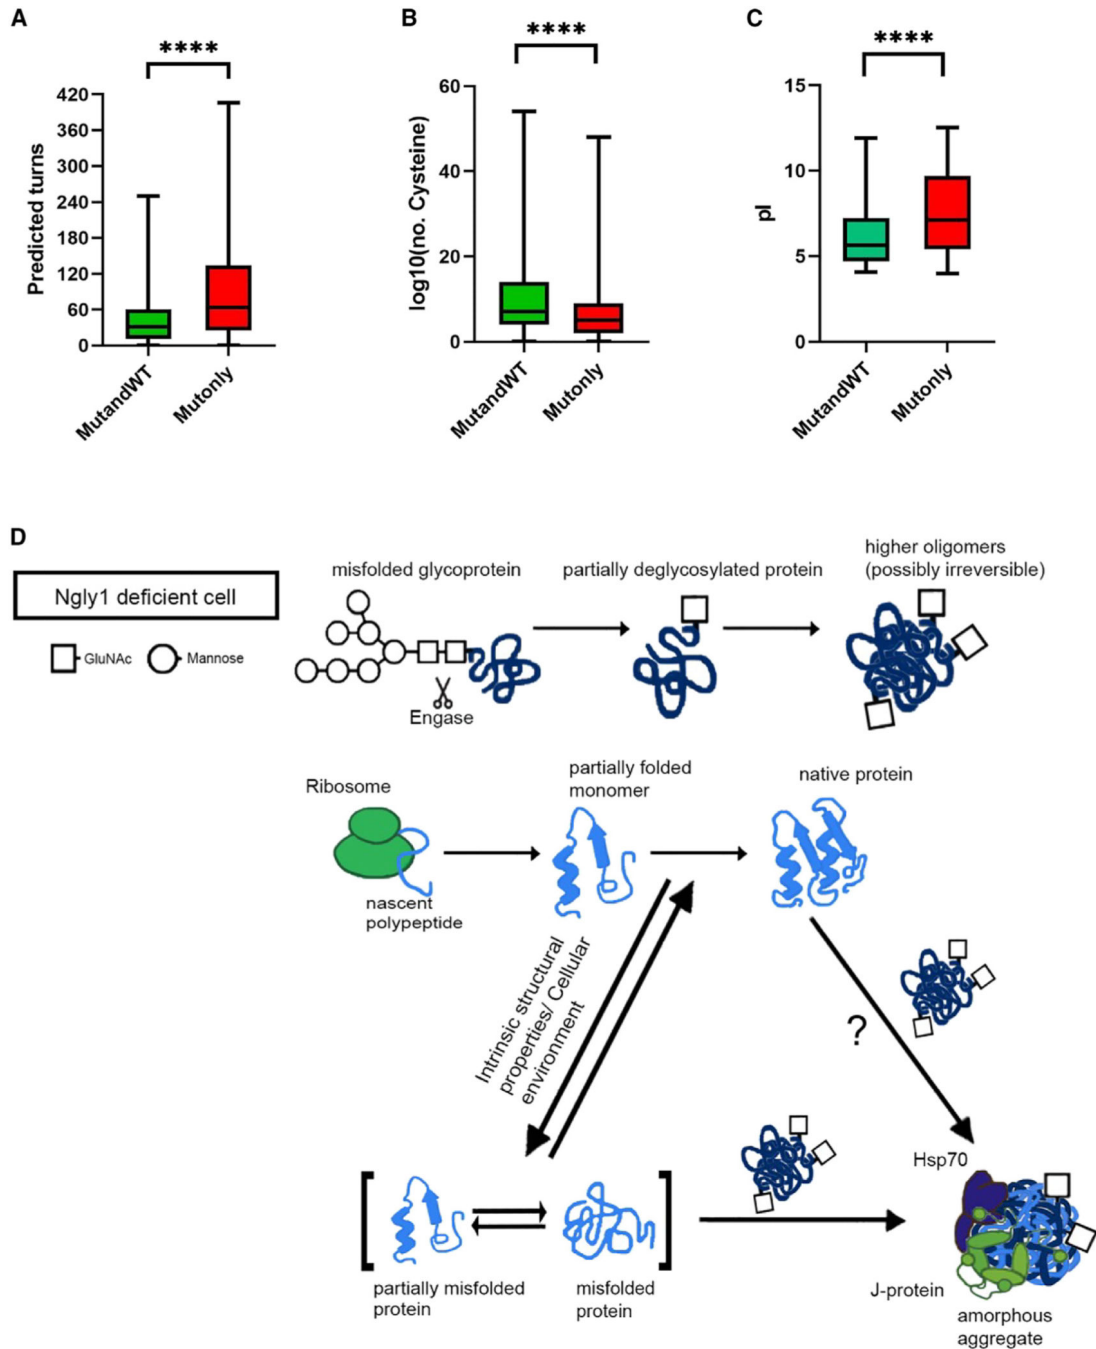 A
****
Predicted turns
420
360
300
240
180
120
60
0
MutandWT
Mutonly
B
****
log10(no. Cysteine)
60
40
20
0
MutandWT
Mutonly
C
****
pI
15
10
5
0
MutandWT
Mutonly
D
Ngly1 deficient cell
GluNAc
Mannose
misfolded glycoprotein
Engase
partially deglycosylated protein
higher oligomers
(possibly irreversible)
Ribosome
nascent
polypeptide
partially folded
monomer
native protein
Intrinsic structural
properties/ Cellular
environment
?
partially misfolded
protein
misfolded
protein
Hsp70
J-protein
amorphous
aggregate